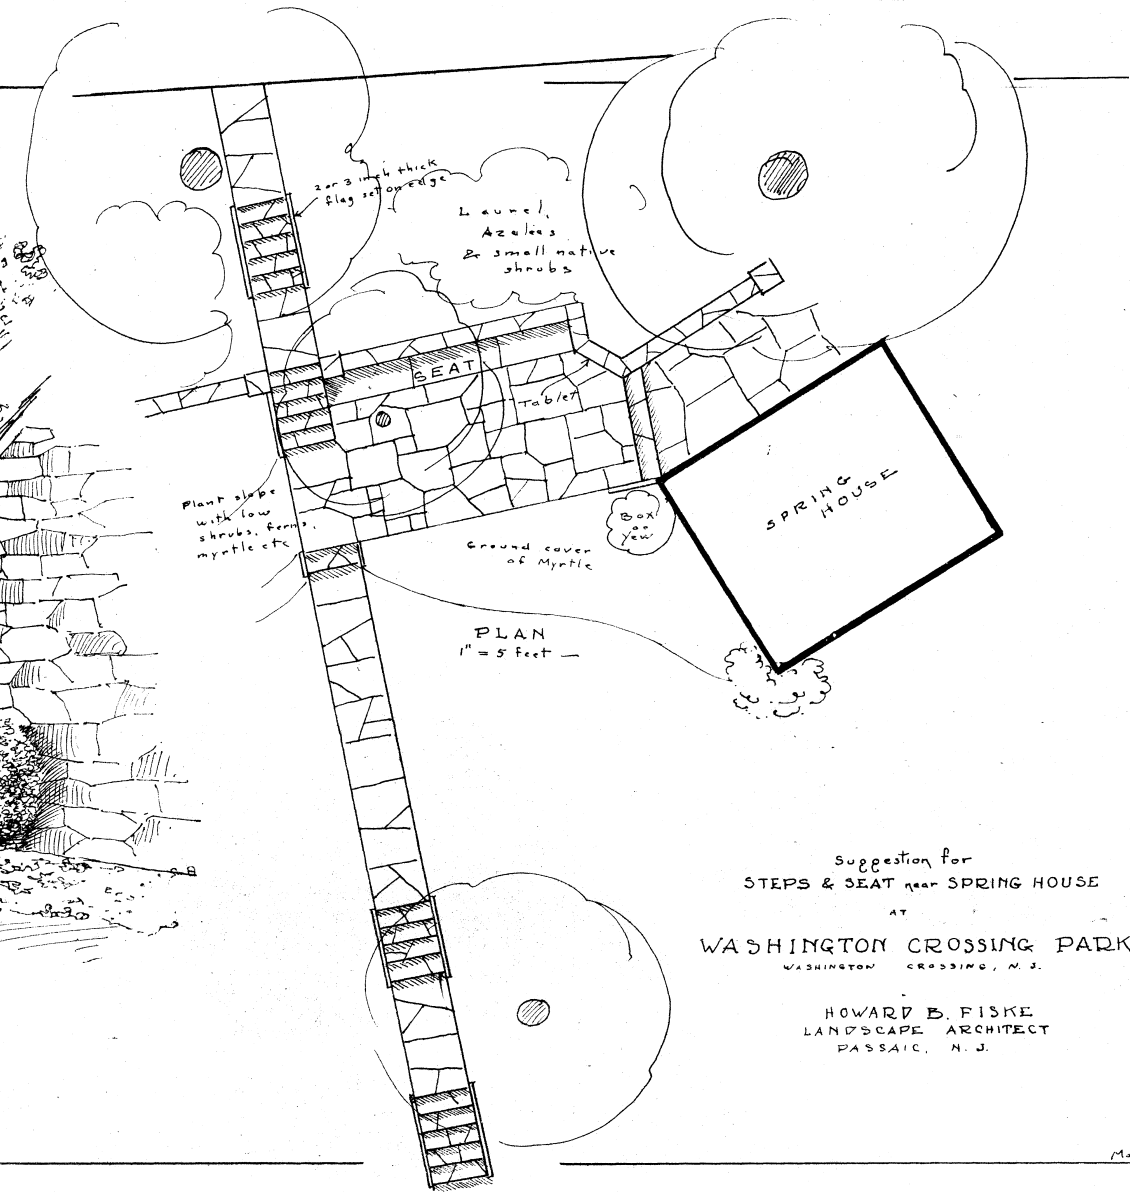 2 or 3 inch thick
flag set on edge
Laurel,
Azaleas
& small native
shrubs
SEAT
Tablet
SPRING
HOUSE
Plant slope
with low
shrubs, ferns,
myrtle etc
Box
or
Yew
Ground cover
of Myrtle
PLAN
1" = 5 feet —
Suggestion for
STEPS & SEAT near SPRING HOUSE
AT
WASHINGTON CROSSING PARK
WASHINGTON CROSSING, N. J.
HOWARD B. FISKE
LANDSCAPE ARCHITECT
PASSAIC, N. J.